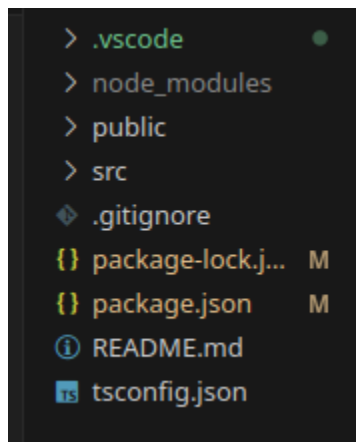 .vscode
node_modules
public
src
.gitignore
{} package-lock.j... M
{} package.json M
README.md
TS tsconfig.json